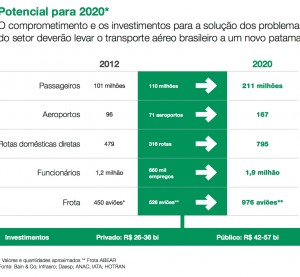 Potencial para 2020*
O comprometimento e os investimentos para a solução dos problema
do setor deverão levar o transporte aéreo brasileiro a um novo patama
2012 2020
Passageiros 101 milhões 110 milhões 211 milhões
Aeroportos 96 71 aeroportos 167
Rotas domésticas diretas 479 316 rotas 795
Funcionários 1,2 milhão 660 mil empregos 1,9 milhão
Frota 450 aviões* 526 aviões** 976 aviões**
Investimentos Privado: R$ 26-36 bi Público: R$ 42-57 bi
* Valores e quantidades aproximados ** Frota ABEAR
Fonte: Bain & Co; Infraero; Daesp; ANAC; IATA; HOTRAN